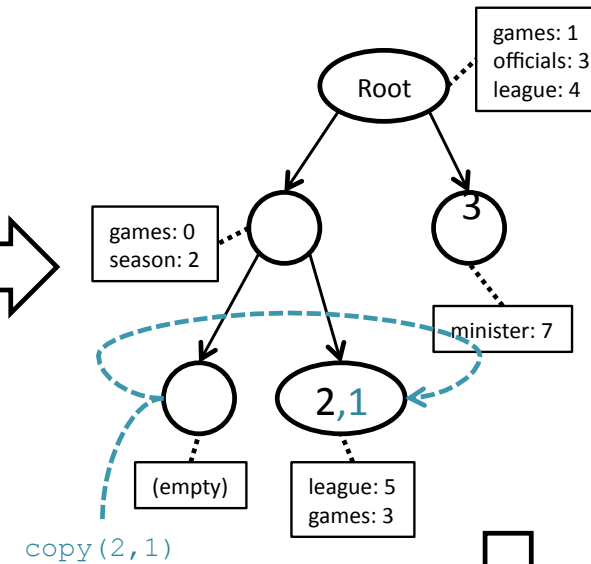 games: 1
officials: 3
league: 4
Root
3
games: 0
season: 2
minister: 7
2,1
(empty)
league: 5
games: 3
copy(2,1)